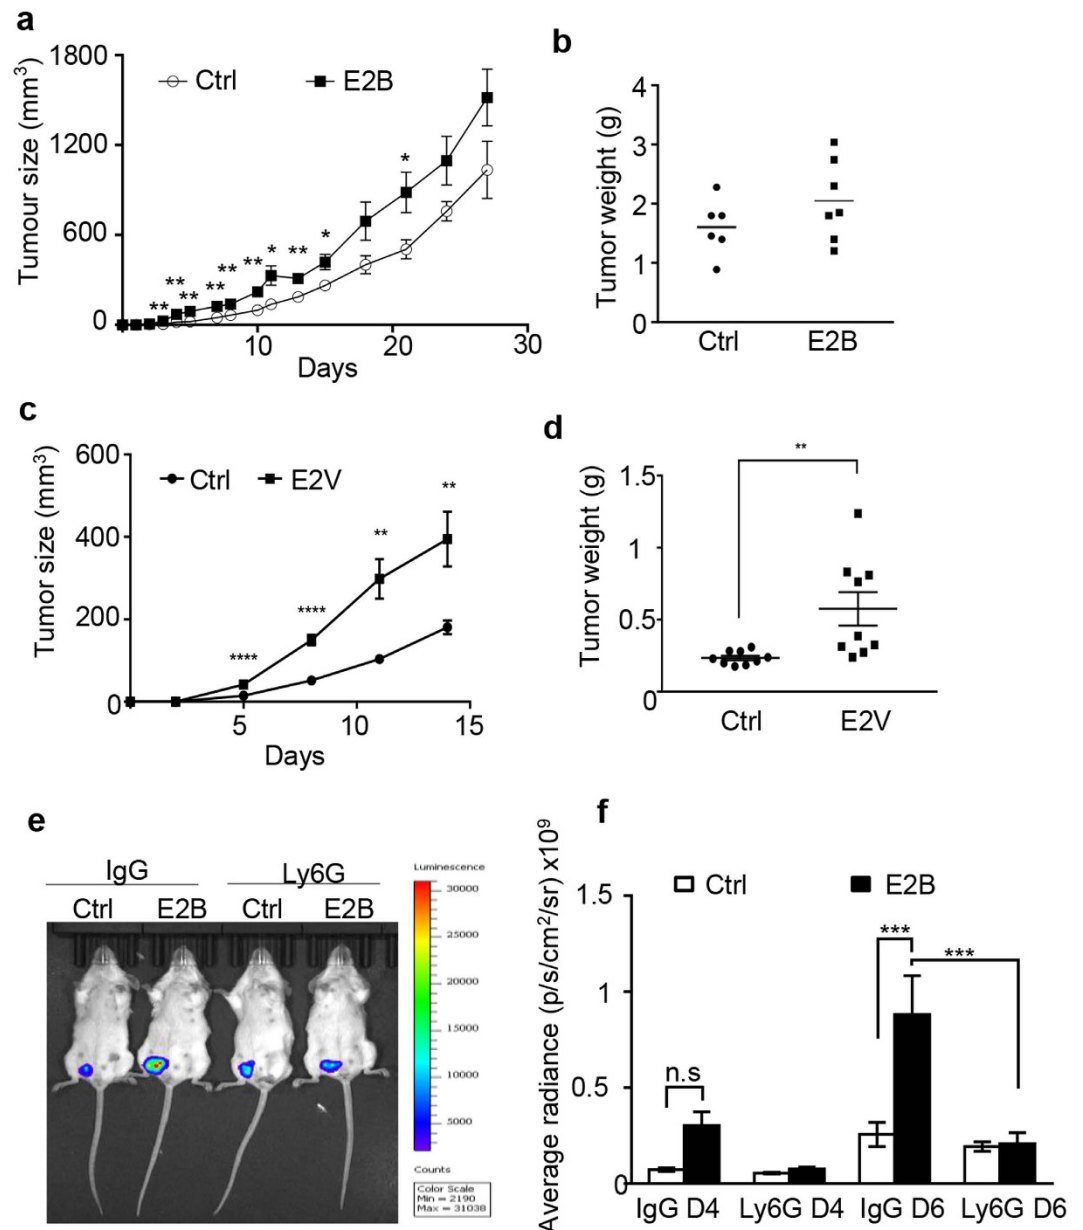 a
Tumour size (mm³)
1800
1200
600
0
Ctrl
E2B
** ** ** ** ** ** * ** * *
10
20
30
Days
b
Tumor weight (g)
4
3
2
1
0
Ctrl
E2B
c
Tumor size (mm³)
600
400
200
0
Ctrl
E2V
**** **** ** **
5
10
15
Days
d
Tumor weight (g)
1.5
1
0.5
0
**
Ctrl
E2V
e
IgG
Ly6G
Ctrl E2B Ctrl E2B
Luminescence
30000
25000
20000
15000
10000
5000
Counts
Color Scale
Min = 2190
Max = 31038
f
Average radiance (p/s/cm²/sr) x10⁹
1.5
1
0.5
0
Ctrl
E2B
n.s
***
***
IgG D4
Ly6G D4
IgG D6
Ly6G D6